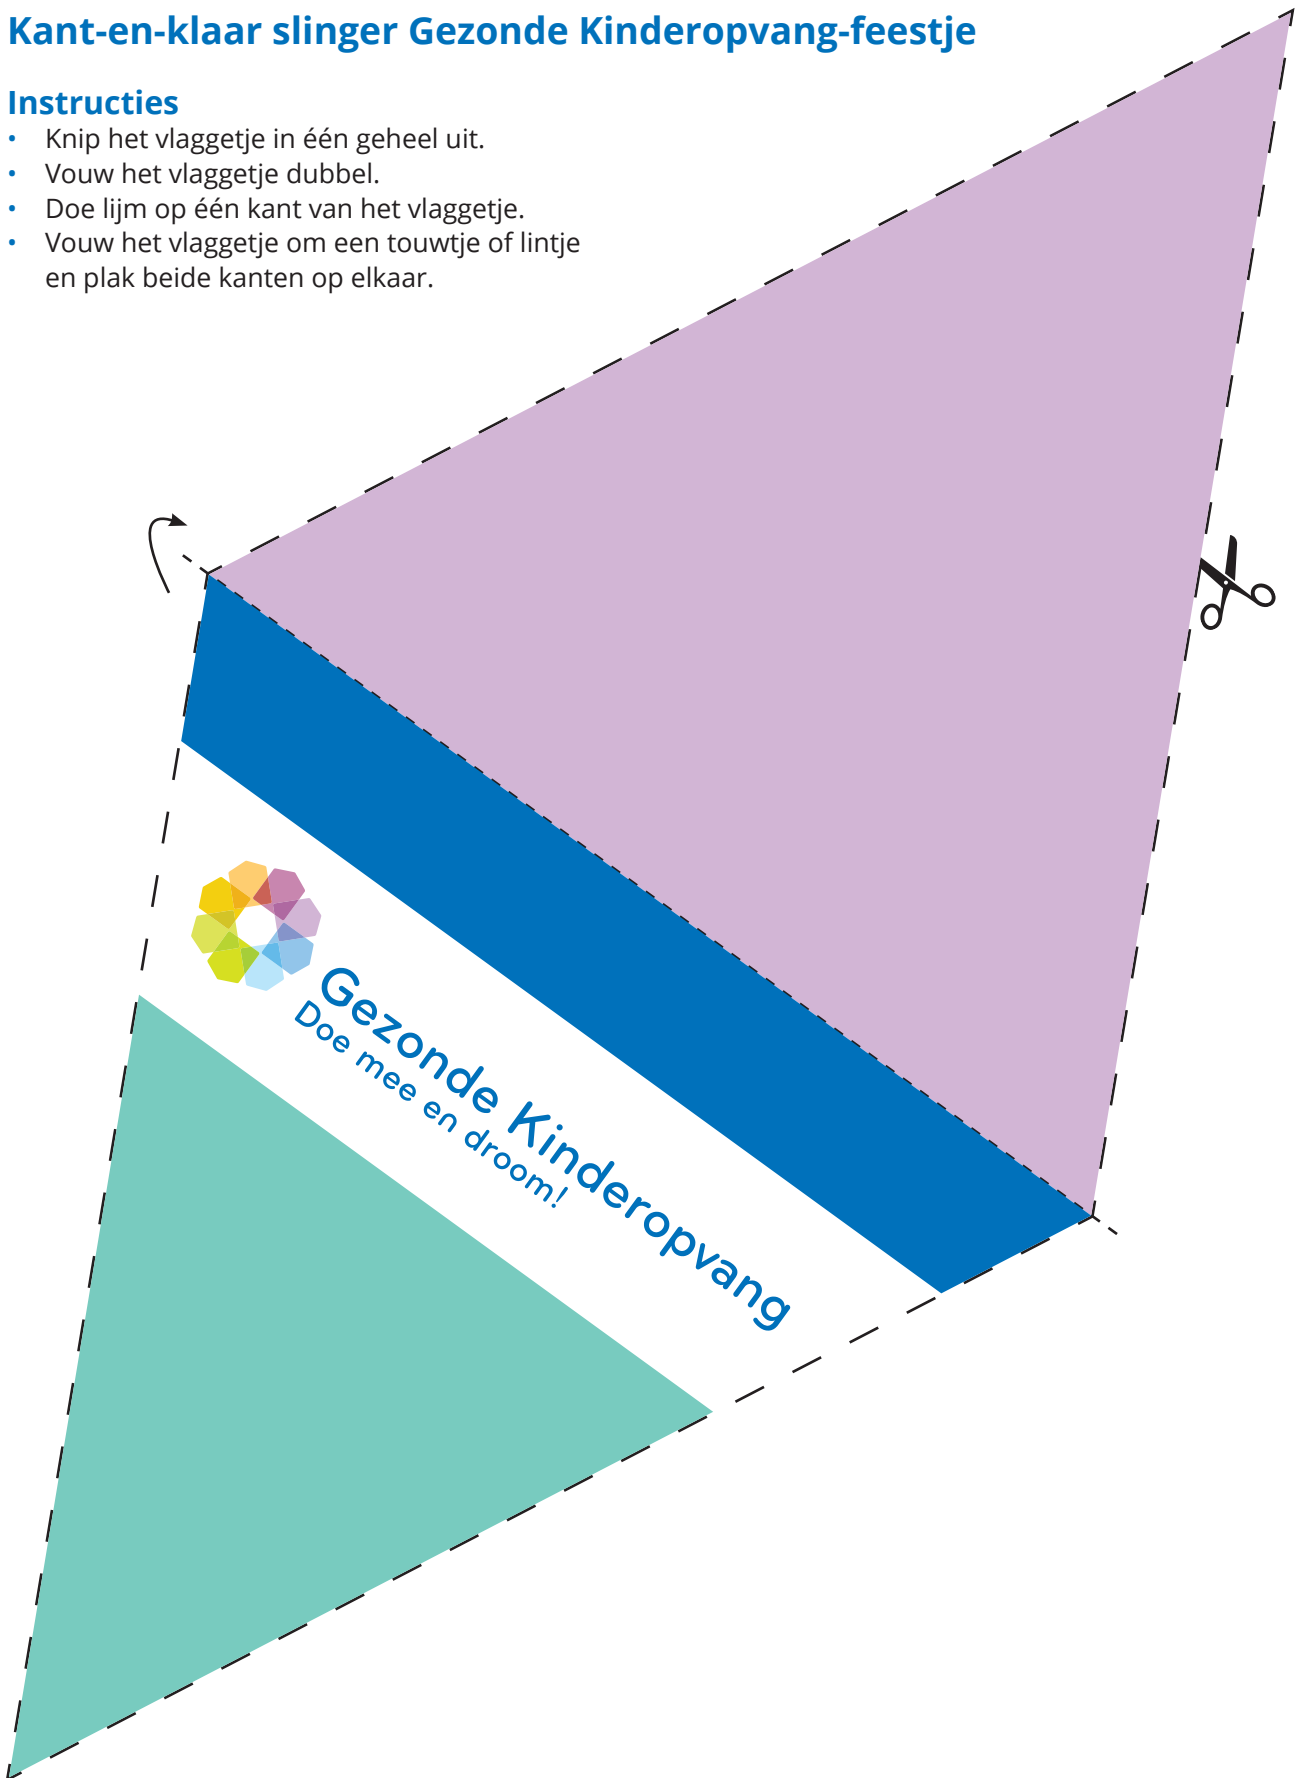 Kant-en-klaar slinger Gezonde Kinderopvang-feestje
Instructies
• Knip het vlaggetje in één geheel uit.
• Vouw het vlaggetje dubbel.
• Doe lijm op één kant van het vlaggetje.
• Vouw het vlaggetje om een touwtje of lintje
en plak beide kanten op elkaar.
Gezonde Kinderopvang
Doe mee en droom!